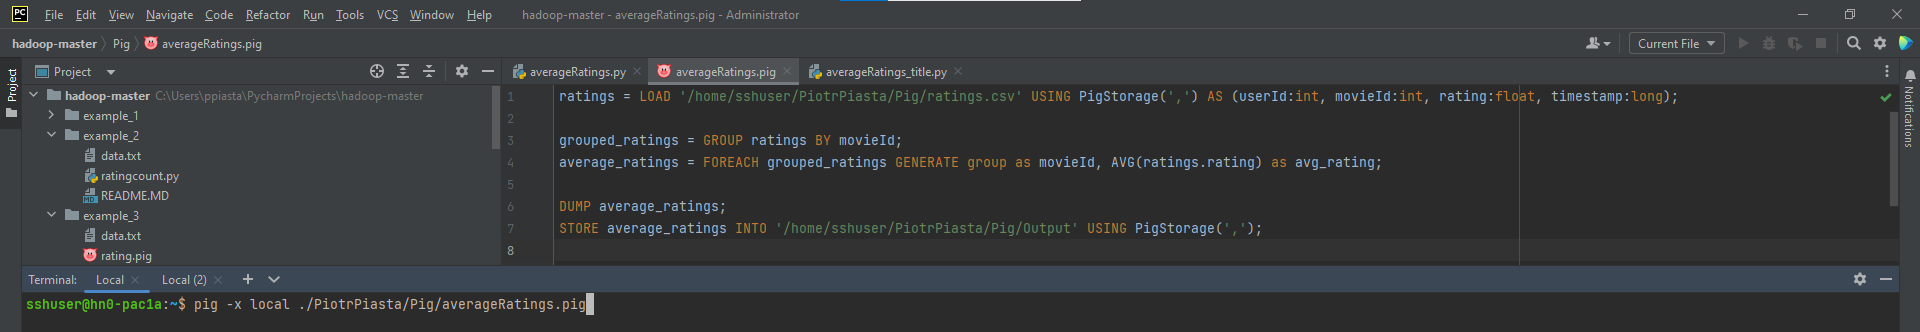 PC File Edit View Navigate Code Refactor Run Tools VCS Window Help hadoop-master - averageRatings.pig - Administrator
hadoop-master Pig averageRatings.pig Current File
Project
Project
hadoop-master C:\Users\ppiasta\PycharmProjects\hadoop-master
example_1
example_2
data.txt
ratingcount.py
MD README.MD
example_3
data.txt
rating.pig
averageRatings.py averageRatings.pig averageRatings_title.py
1 ratings = LOAD '/home/sshuser/PiotrPiasta/Pig/ratings.csv' USING PigStorage(',') AS (userId:int, movieId:int, rating:float, timestamp:long);
2
3 grouped_ratings = GROUP ratings BY movieId;
4 average_ratings = FOREACH grouped_ratings GENERATE group as movieId, AVG(ratings.rating) as avg_rating;
5
6 DUMP average_ratings;
7 STORE average_ratings INTO '/home/sshuser/PiotrPiasta/Pig/Output' USING PigStorage(',');
8
Notifications
Terminal: Local Local (2)
sshuser@hn0-pac1a:~$ pig -x local ./PiotrPiasta/Pig/averageRatings.pig